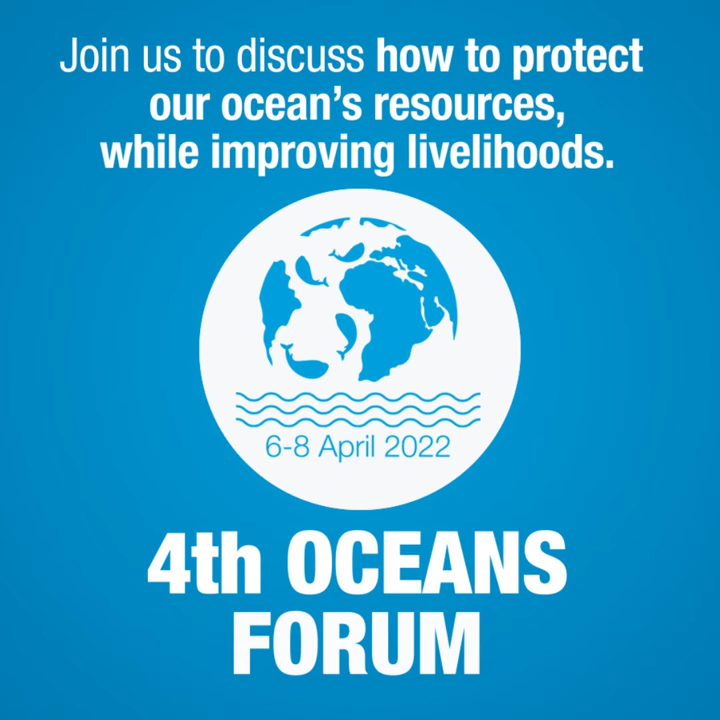 Join us to discuss how to protect
our ocean's resources,
while improving livelihoods.
6-8 April 2022
4th OCEANS
FORUM